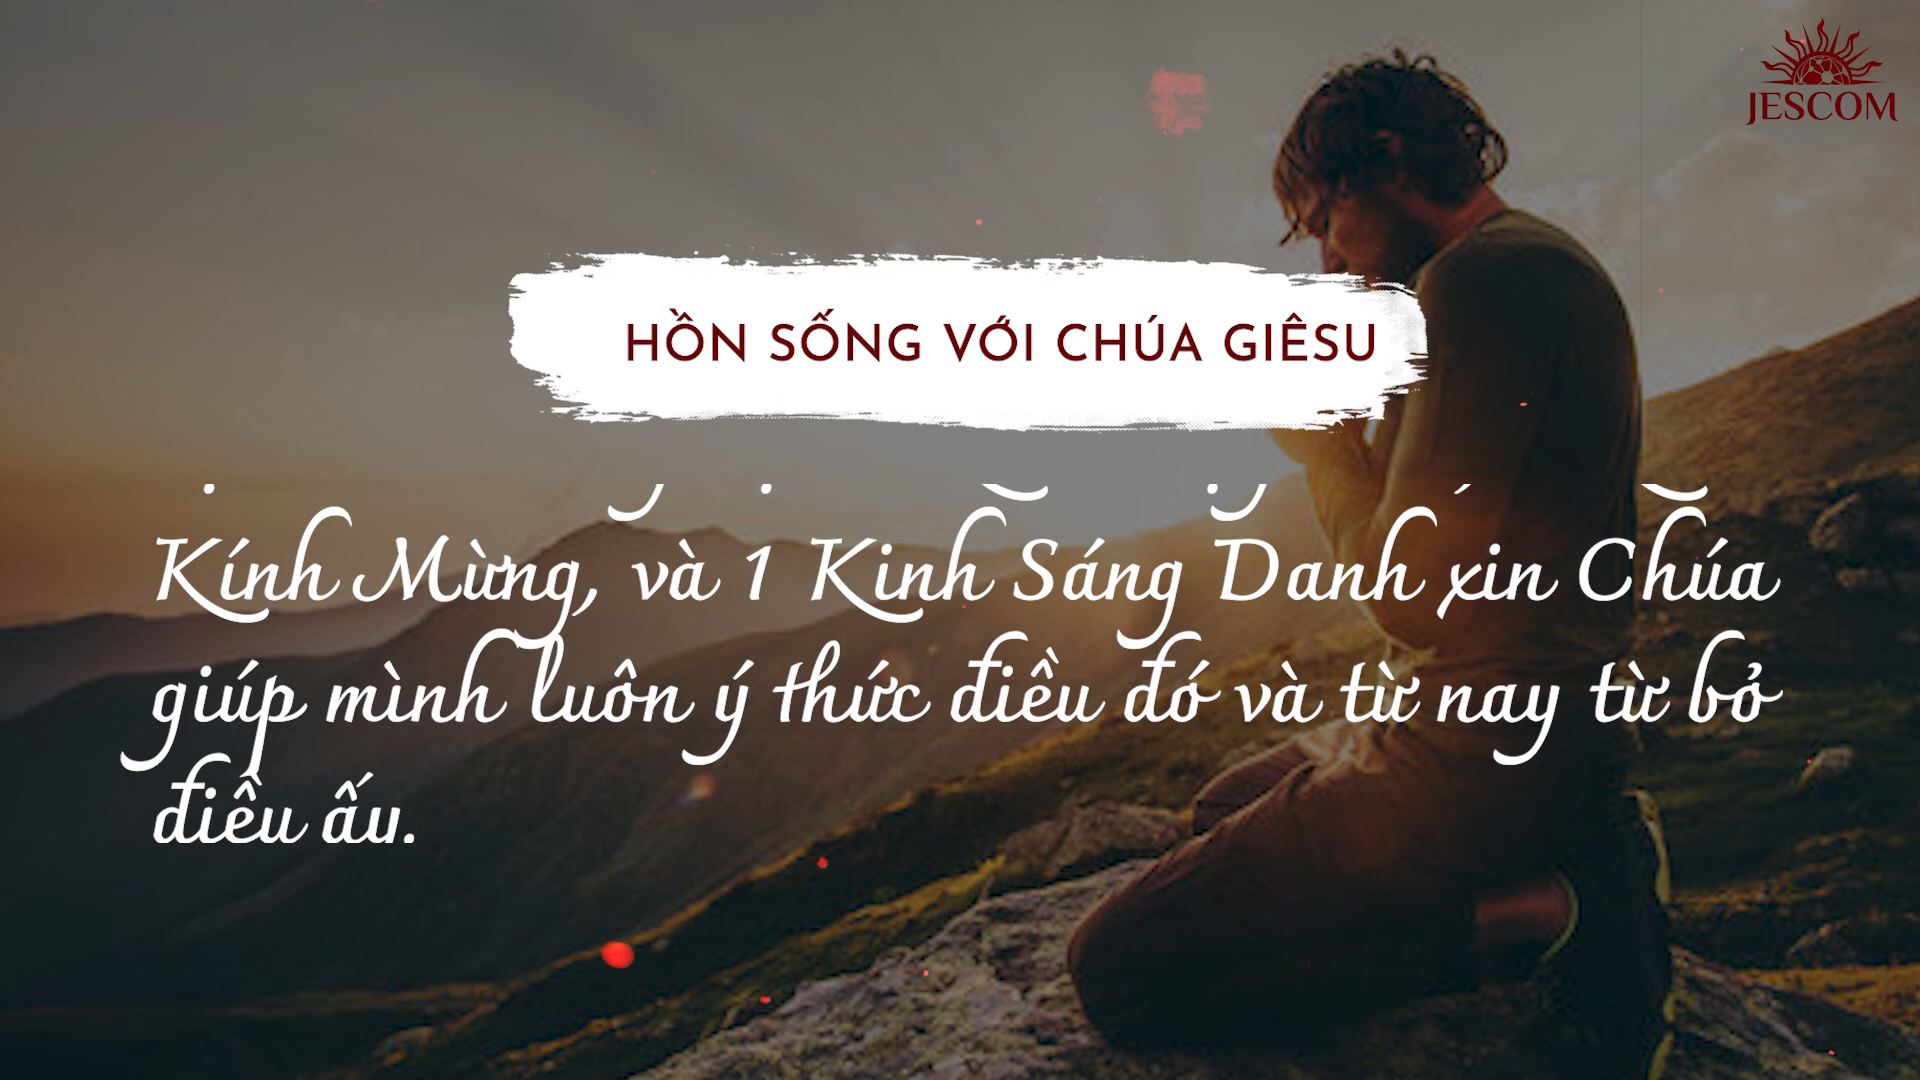 JESCOM
HỒN SỐNG VỚI CHÚA GIÊSU
Kính Mừng, và 1 Kinh Sáng Danh xin Chúa
giúp mình luôn ý thức điều đó và từ nay từ bỏ
điều ấy.